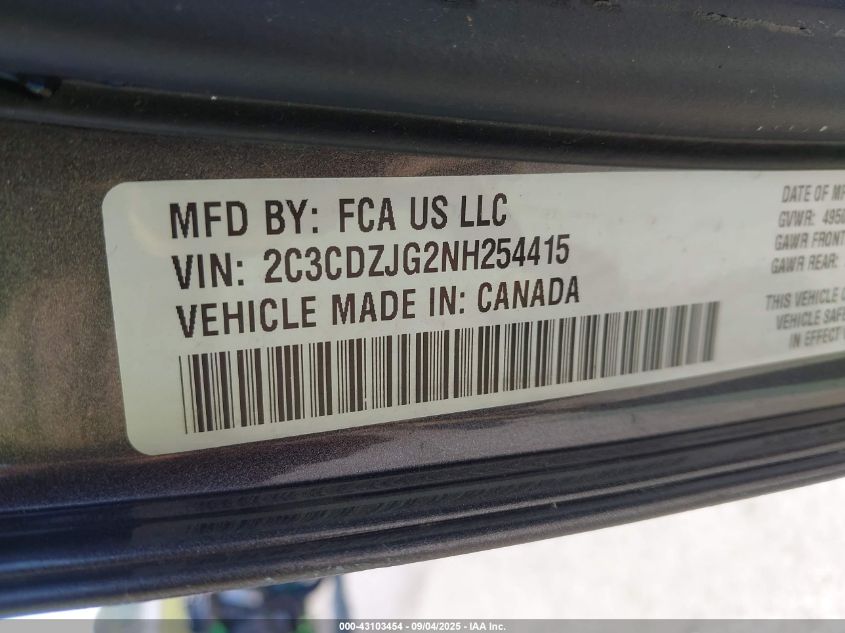 MFD BY: FCA US LLC
VIN: 2C3CDZJG2NH254415
VEHICLE MADE IN: CANADA
DATE OF
GVWR:
GAWR FRONT
GAWR REAR:
THIS VEHICLE
VEHICLE
IN EFFECT
000-43103454 - 09/04/2025 - IAA Inc.